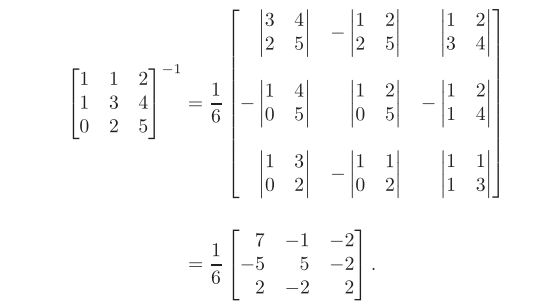 \begin{bmatrix} 1 & 1 & 2 \\ 1 & 3 & 4 \\ 0 & 2 & 5 \end{bmatrix}^{-1} = \frac{1}{6} \begin{bmatrix} \begin{vmatrix} 3 & 4 \\ 2 & 5 \end{vmatrix} & -\begin{vmatrix} 1 & 2 \\ 2 & 5 \end{vmatrix} & \begin{vmatrix} 1 & 2 \\ 3 & 4 \end{vmatrix} \\ -\begin{vmatrix} 1 & 4 \\ 0 & 5 \end{vmatrix} & \begin{vmatrix} 1 & 2 \\ 0 & 5 \end{vmatrix} & -\begin{vmatrix} 1 & 2 \\ 1 & 4 \end{vmatrix} \\ \begin{vmatrix} 1 & 3 \\ 0 & 2 \end{vmatrix} & -\begin{vmatrix} 1 & 1 \\ 0 & 2 \end{vmatrix} & \begin{vmatrix} 1 & 1 \\ 1 & 3 \end{vmatrix} \end{bmatrix}
= \frac{1}{6} \begin{bmatrix} 7 & -1 & -2 \\ -5 & 5 & -2 \\ 2 & -2 & 2 \end{bmatrix}.